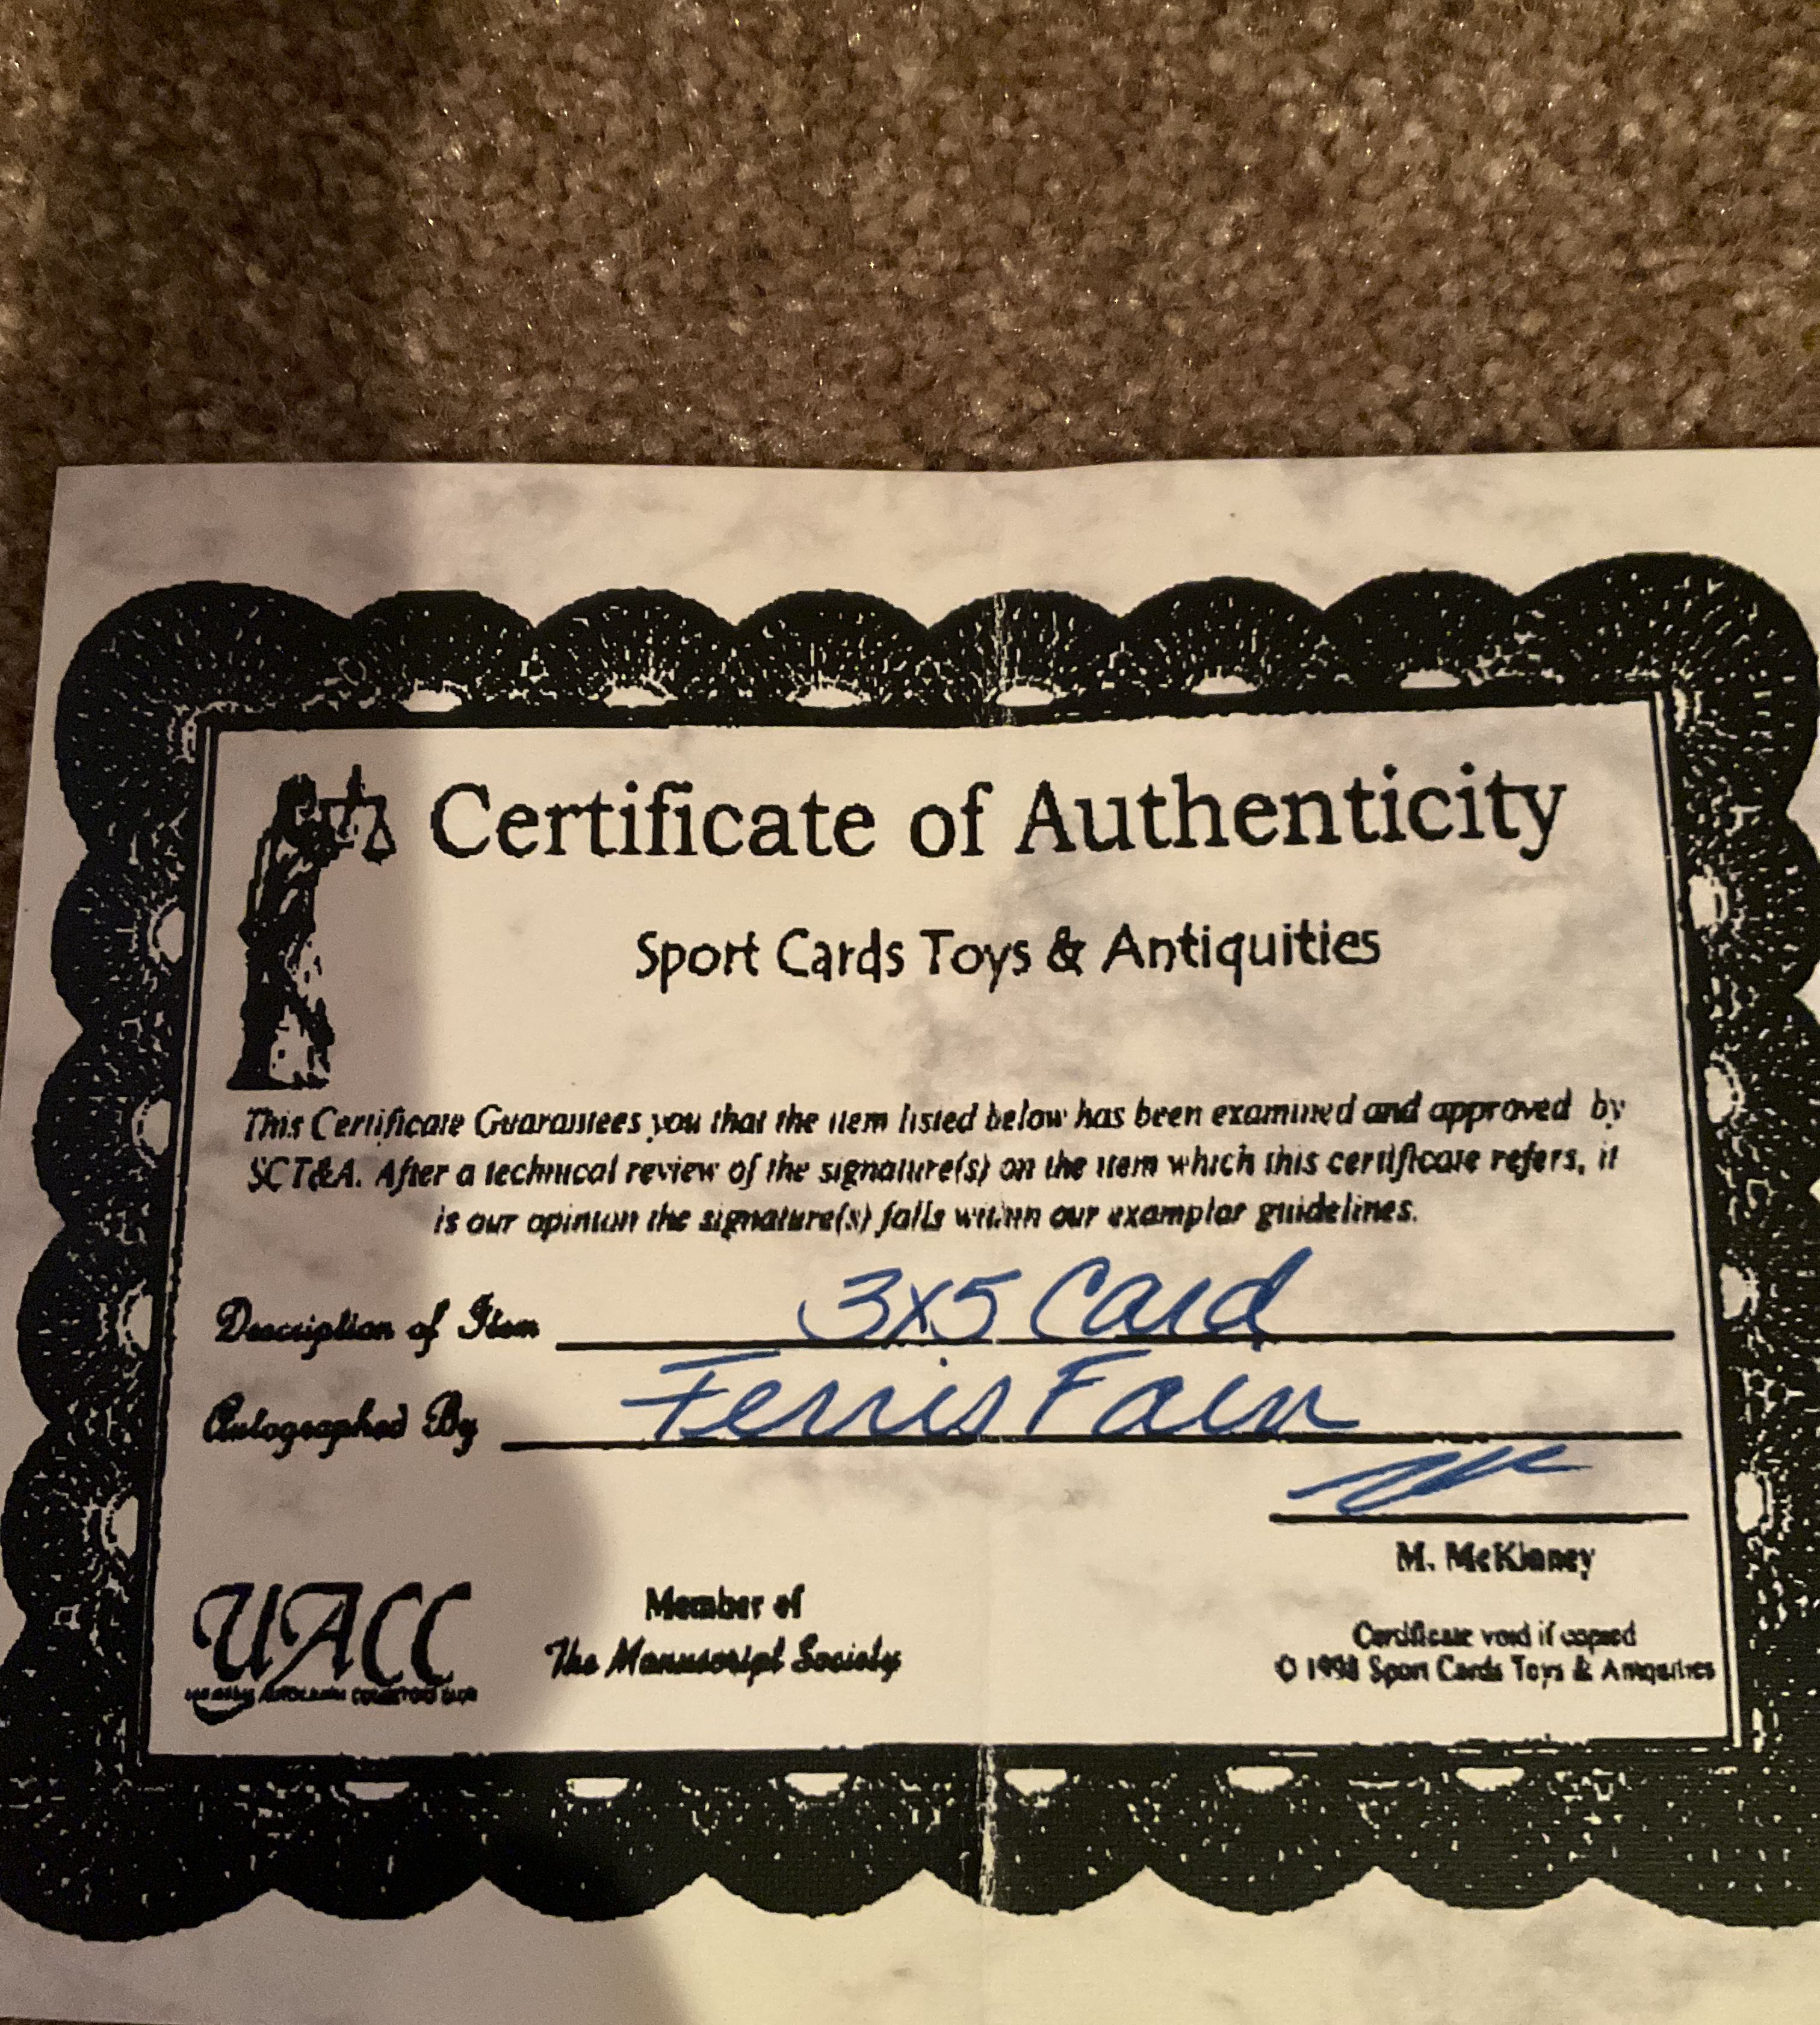 Certificate of Authenticity
Sport Cards Toys & Antiquities
This Certificate Guarantees you that the item listed below has been examined and approved by
SCT&A. After a technical review of the signature(s) on the item which this certificate refers, it
is our opinion the signature(s) falls within our examplar guidelines.
Description of Item 3x5 Card
Autographed By Ferris Fain
M. McKinney
UACC
Member of
The Manuscript Society
Certificate void if copied
© 1998 Sport Cards Toys & Antiquities